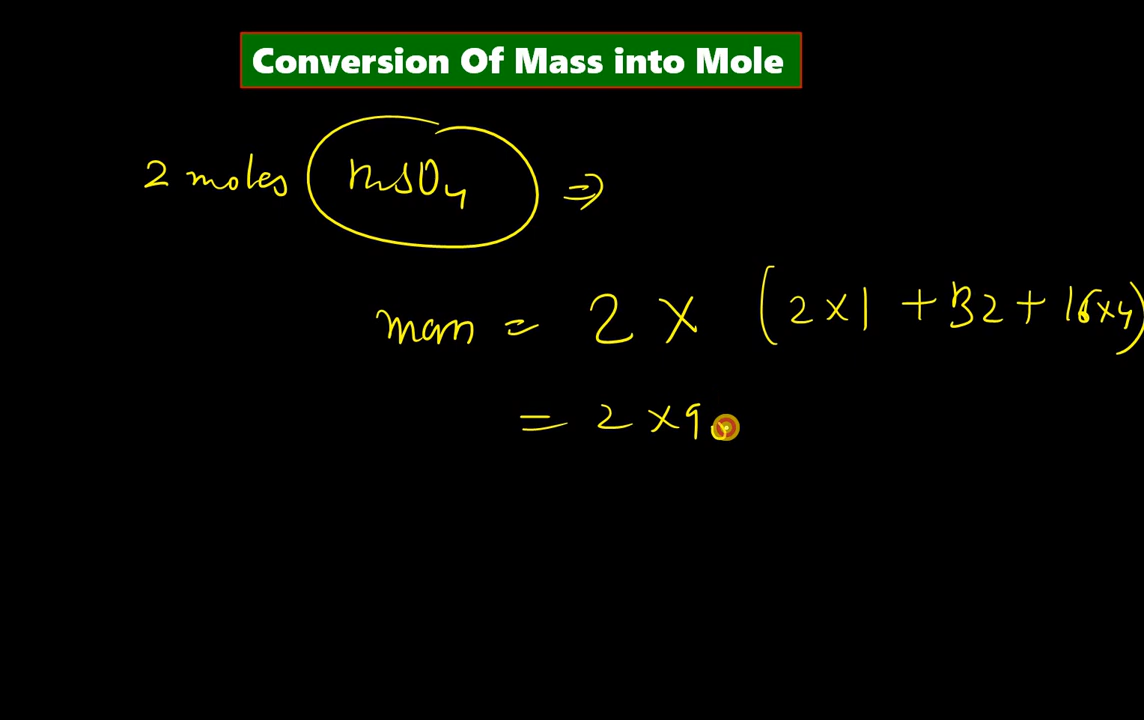 Conversion Of Mass into Mole
2 moles H₂SO₄ ⇒
mass = 2 × (2×1 + 32 + 16×4)
= 2 × 9